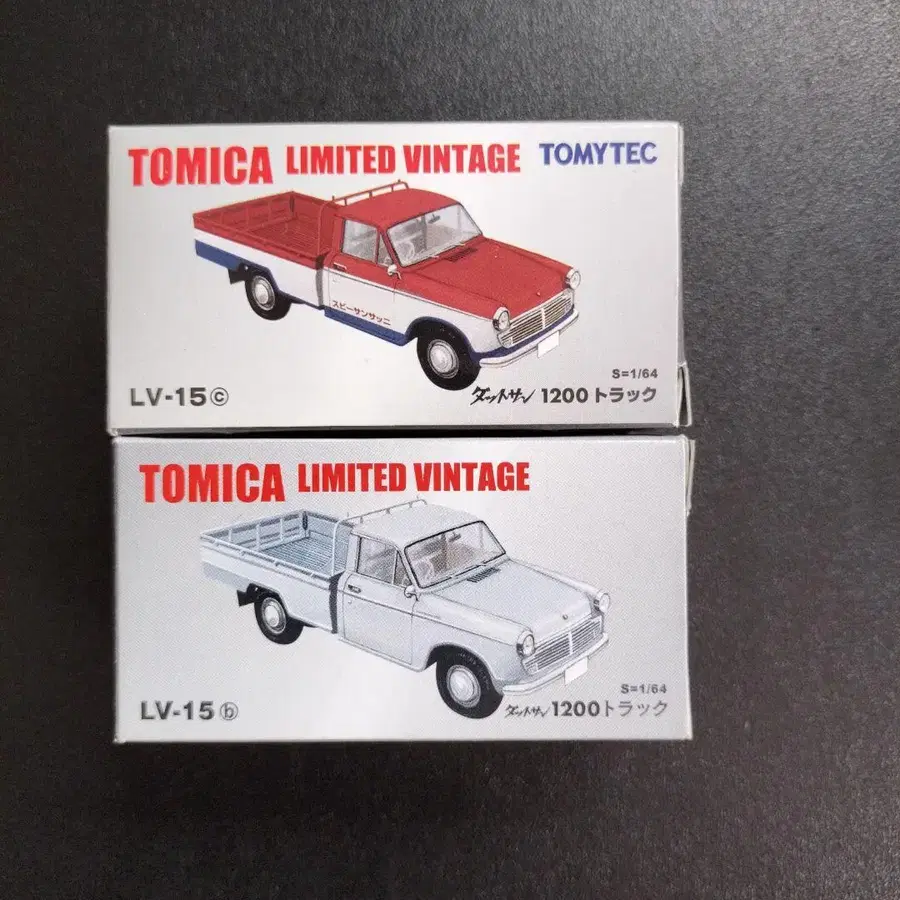 TOMICA LIMITED VINTAGE TOMYTEC
スピーサンサッニ
S=1/64
LV-15ⓒ ダットサン 1200トラック
TOMICA LIMITED VINTAGE
S=1/64
LV-15ⓑ ダットサン 1200トラック